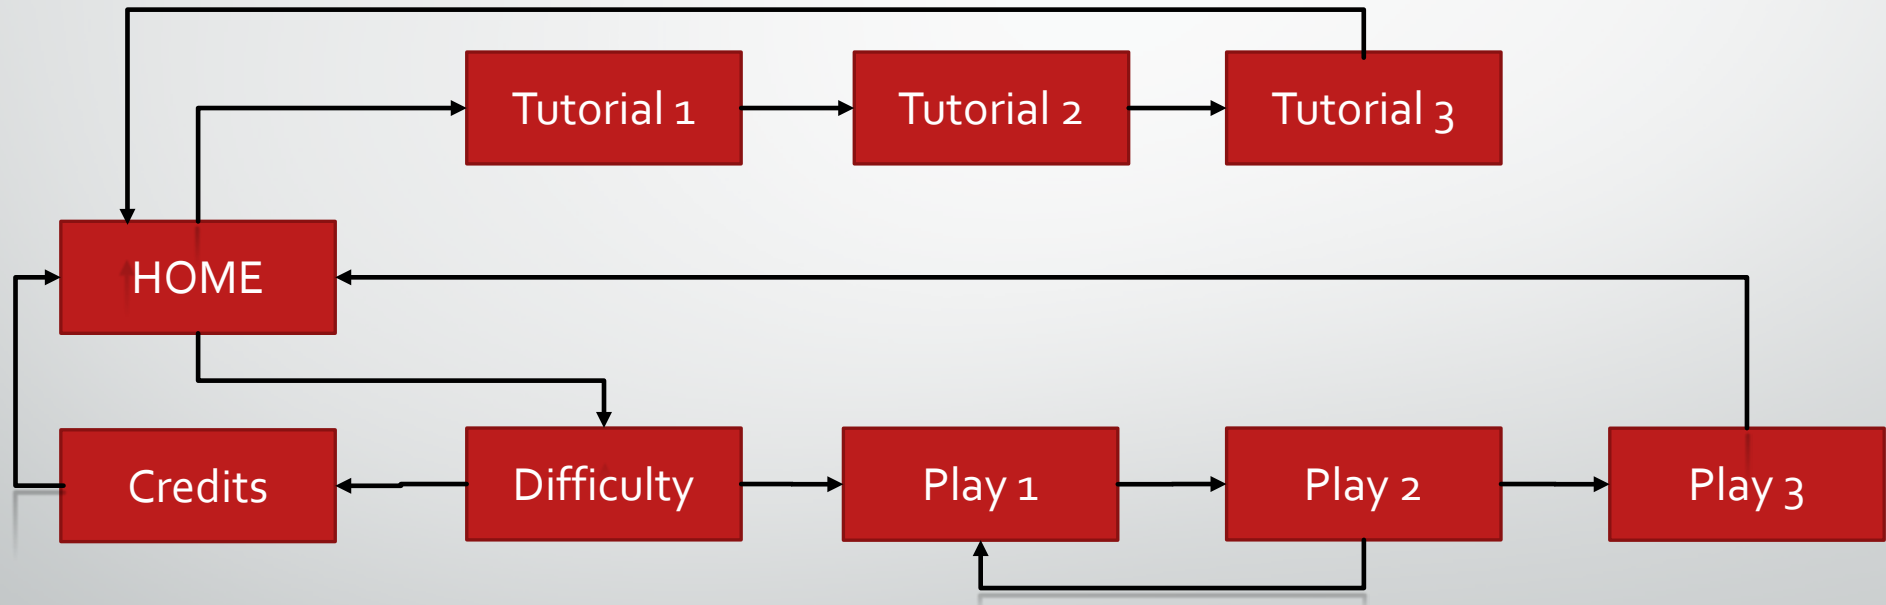 Tutorial 1
Tutorial 2
Tutorial 3
HOME
Credits
Difficulty
Play 1
Play 2
Play 3